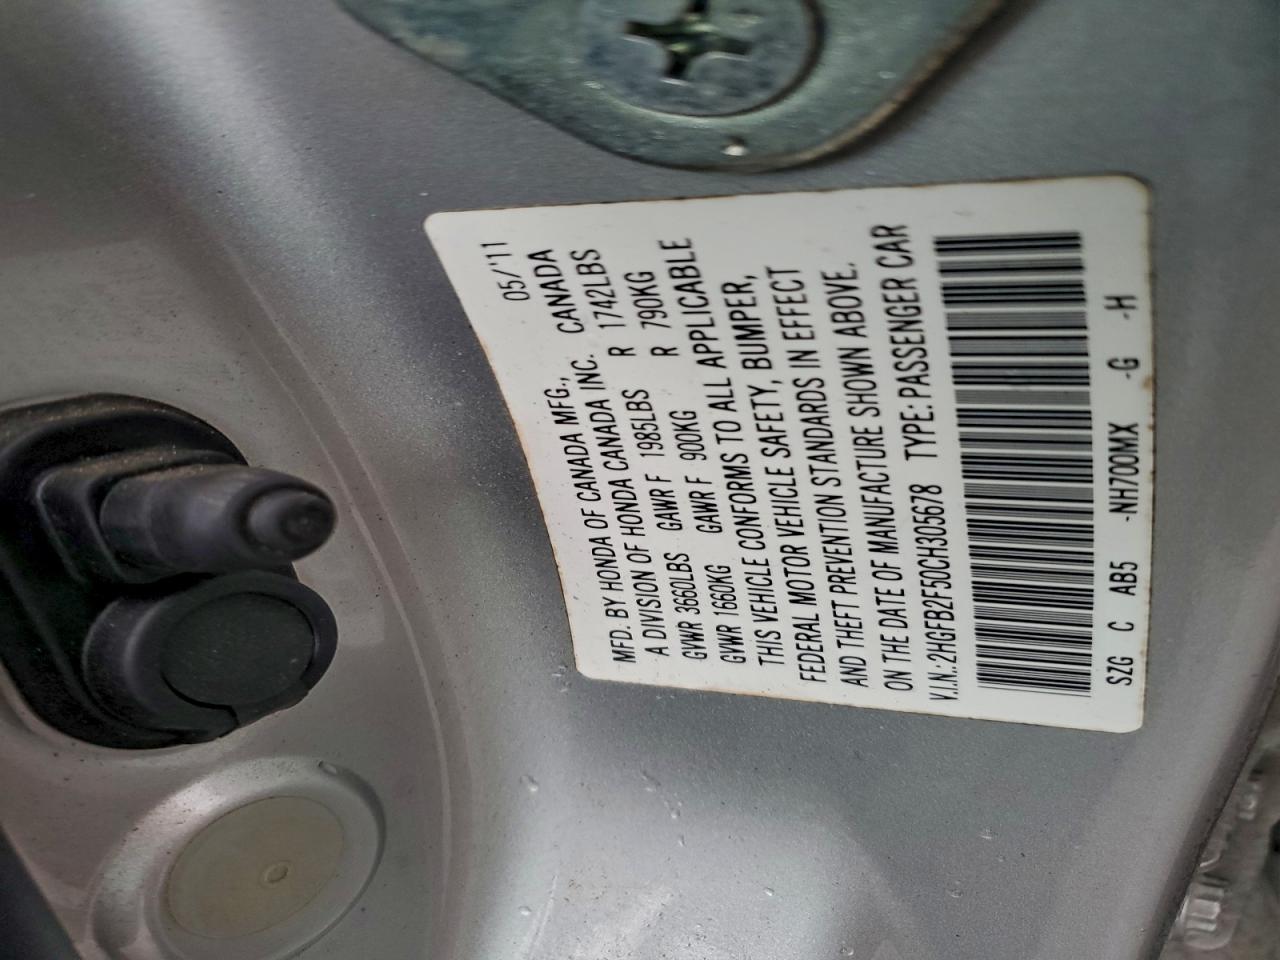 05/'11
MFD. BY HONDA OF CANADA MFG., CANADA
A DIVISION OF HONDA CANADA INC.
GVWR 3660LBS GAWR F 1985LBS R 1742LBS
GVWR 1660KG GAWR F 900KG R 790KG
THIS VEHICLE CONFORMS TO ALL APPLICABLE
FEDERAL MOTOR VEHICLE SAFETY, BUMPER,
AND THEFT PREVENTION STANDARDS IN EFFECT
ON THE DATE OF MANUFACTURE SHOWN ABOVE.
V.I.N.: 2HGFB2F50CH305678 TYPE: PASSENGER CAR
SZG C AB5 -NH700MX -G -H